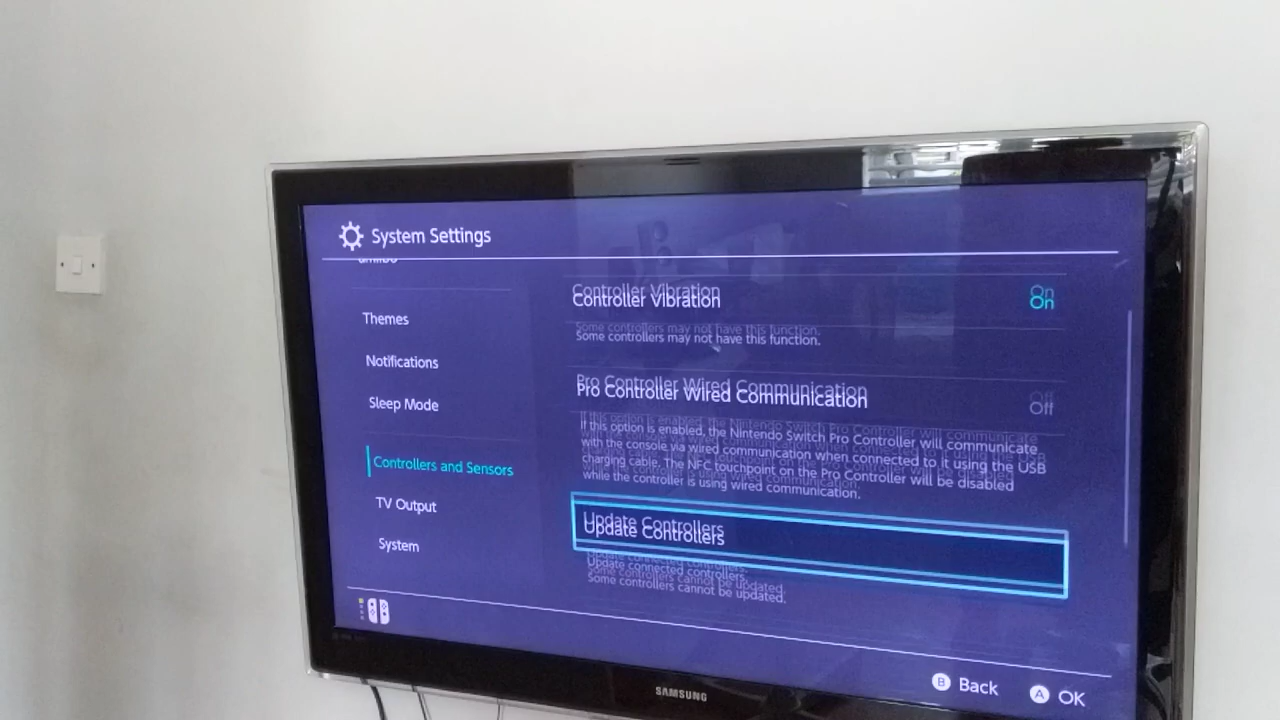 System Settings
amiibo
Themes
Notifications
Sleep Mode
Controllers and Sensors
TV Output
System
Controller Vibration
On
Some controllers may not have this function.
Pro Controller Wired Communication
Off
If this option is enabled, the Nintendo Switch Pro Controller will communicate
with the console via wired communication when connected to it using the USB
charging cable. The NFC touchpoint on the Pro Controller will be disabled
while the controller is using wired communication.
Update Controllers
Update connected controllers.
Some controllers cannot be updated.
B Back
A OK
SAMSUNG